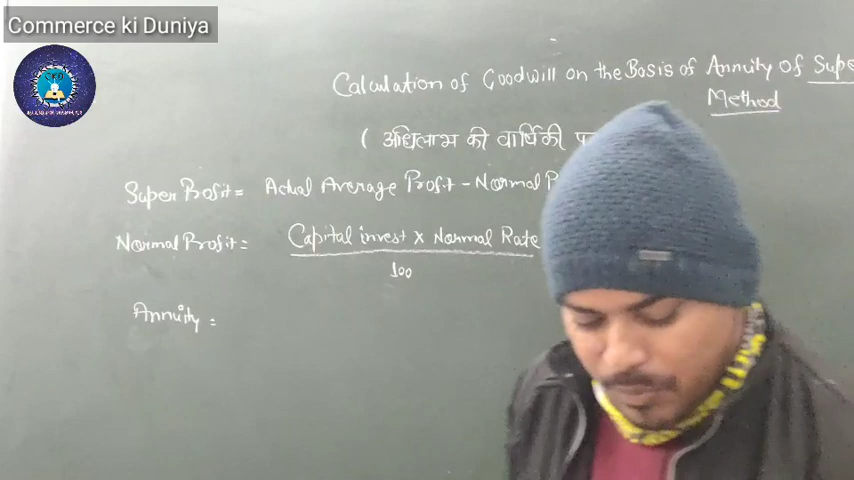 Commerce ki Duniya
CKD
Calculation of Goodwill on the Basis of Annuity of Supe
Method
( अधिलाभ की वार्षिकी प
Super Profit = Actual Average Profit - Normal P
Normal Profit = Capital invest x Normal Rate
100
Annuity =